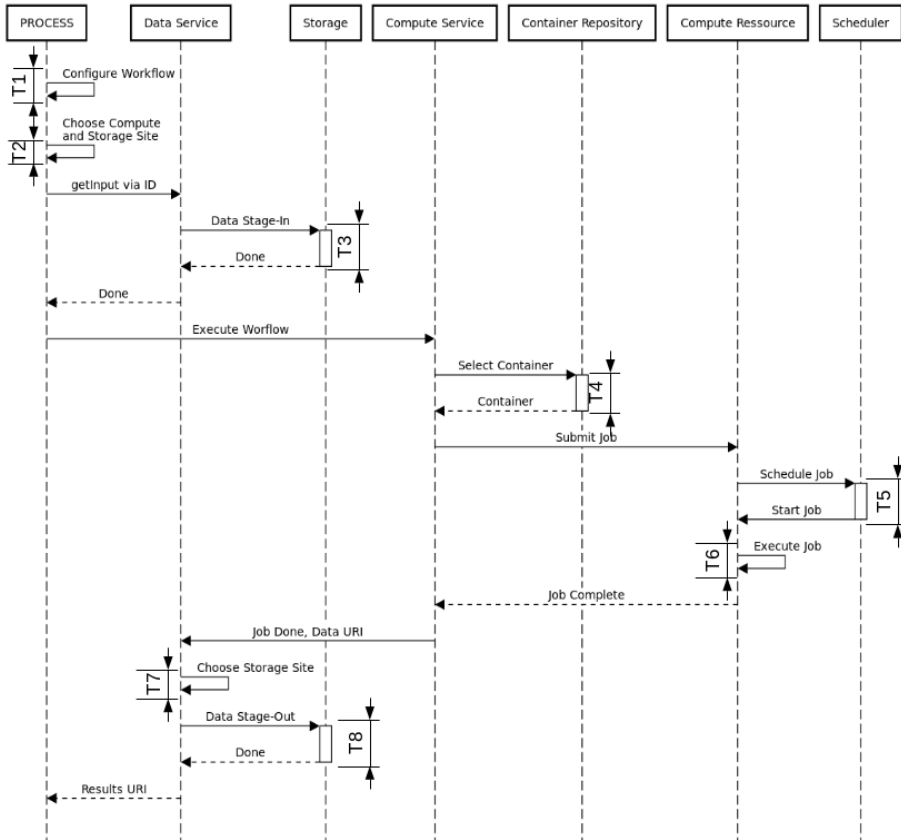 PROCESS
Data Service
Storage
Compute Service
Container Repository
Compute Ressource
Scheduler
T1
Configure Workflow
Choose Compute
and Storage Site
T2
getInput via ID
Data Stage-In
T3
Done
Done
Execute Worflow
Select Container
T4
Container
Submit Job
Schedule Job
T5
Start Job
T6
Execute Job
Job Complete
Job Done, Data URI
T7
Choose Storage Site
Data Stage-Out
T8
Done
Results URI